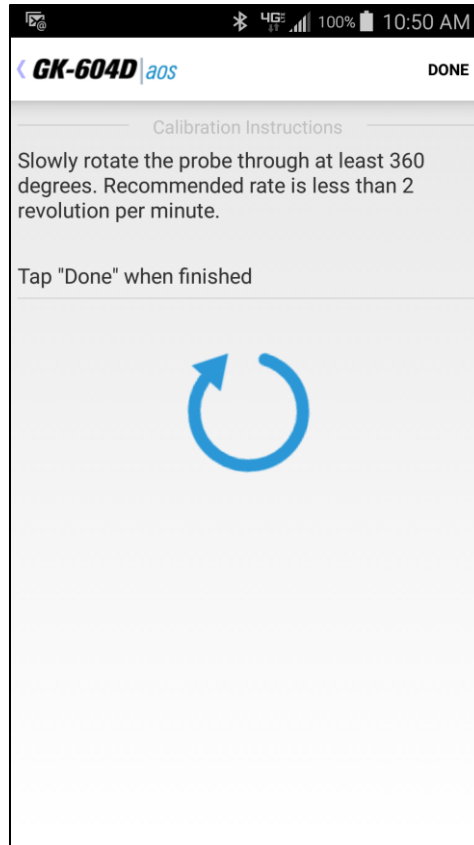 4G 100% 10:50 AM
GK-604D aos DONE
Calibration Instructions
Slowly rotate the probe through at least 360
degrees. Recommended rate is less than 2
revolution per minute.
Tap "Done" when finished